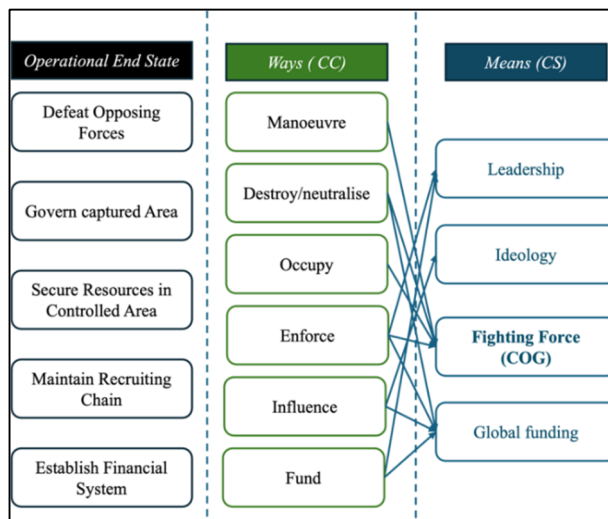 Operational End State
Defeat Opposing
Forces
Govern captured Area
Secure Resources in
Controlled Area
Maintain Recruiting
Chain
Establish Financial
System
Ways ( CC)
Manoeuvre
Destroy/neutralise
Occupy
Enforce
Influence
Fund
Means (CS)
Leadership
Ideology
Fighting Force
(COG)
Global funding